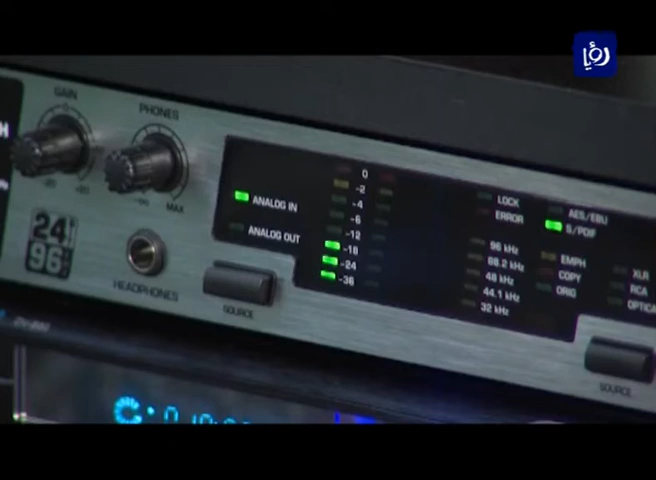 رؤيا
GAIN
PHONES
MAX
24
96
HEADPHONES
ANALOG IN
ANALOG OUT
SOURCE
0
-2
-4
-6
-12
-18
-24
-36
LOCK
ERROR
96 kHz
88.2 kHz
48 kHz
44.1 kHz
32 kHz
AES/EBU
S/PDIF
EMPH
COPY
ORIG
XLR
RCA
OPTICAL
SOURCE